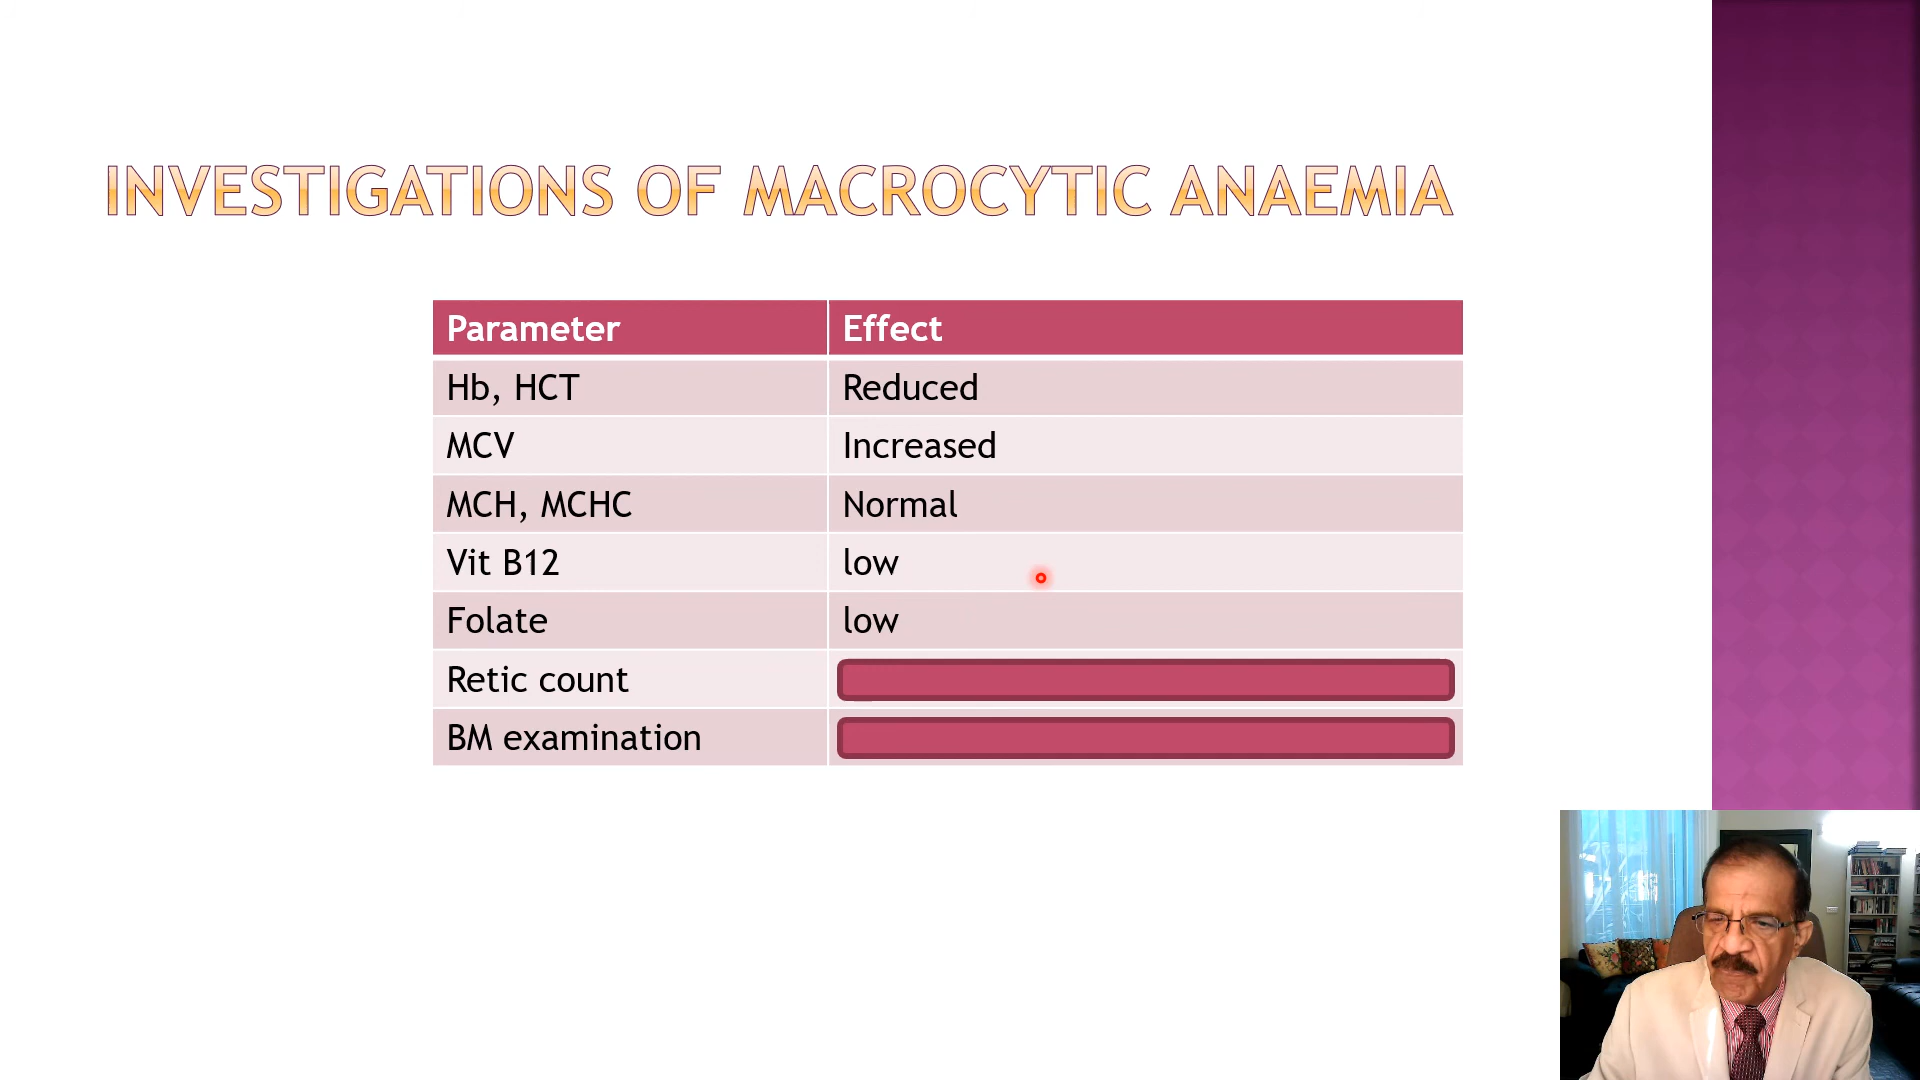 INVESTIGATIONS OF MACROCYTIC ANAEMIA
Parameter Effect
Hb, HCT Reduced
MCV Increased
MCH, MCHC Normal
Vit B12 low
Folate low
Retic count
BM examination